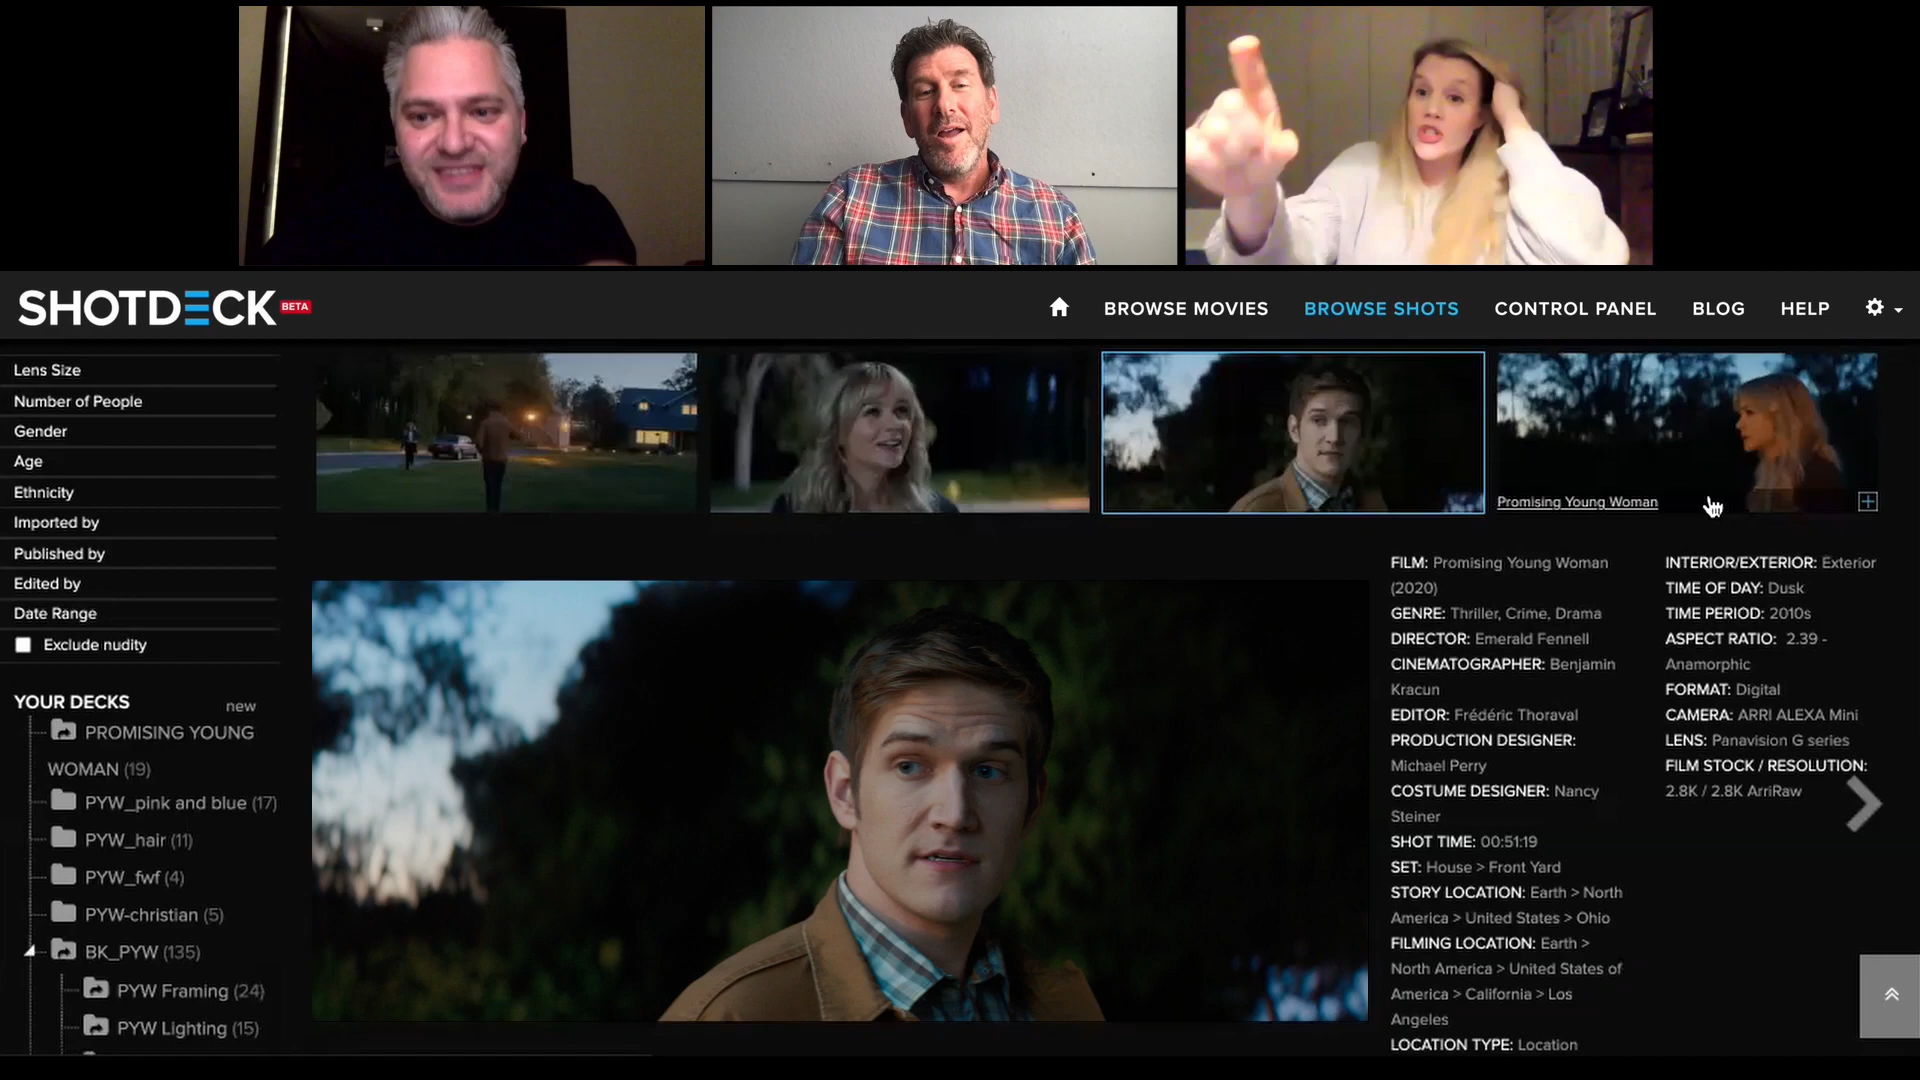 SHOTDECK BETA
BROWSE MOVIES
BROWSE SHOTS
CONTROL PANEL
BLOG
HELP
Lens Size
Number of People
Gender
Age
Ethnicity
Imported by
Published by
Edited by
Date Range
Exclude nudity
YOUR DECKS
new
PROMISING YOUNG
WOMAN (19)
PYW_pink and blue (17)
PYW_hair (11)
PYW_fwf (4)
PYW-christian (5)
BK_PYW (135)
PYW Framing (24)
PYW Lighting (15)
Promising Young Woman
FILM: Promising Young Woman
(2020)
GENRE: Thriller, Crime, Drama
DIRECTOR: Emerald Fennell
CINEMATOGRAPHER: Benjamin
Kracun
EDITOR: Frédéric Thoraval
PRODUCTION DESIGNER:
Michael Perry
COSTUME DESIGNER: Nancy
Steiner
SHOT TIME: 00:51:19
SET: House > Front Yard
STORY LOCATION: Earth > North
America > United States > Ohio
FILMING LOCATION: Earth >
North America > United States of
America > California > Los
Angeles
LOCATION TYPE: Location
INTERIOR/EXTERIOR: Exterior
TIME OF DAY: Dusk
TIME PERIOD: 2010s
ASPECT RATIO: 2.39 -
Anamorphic
FORMAT: Digital
CAMERA: ARRI ALEXA Mini
LENS: Panavision G series
FILM STOCK / RESOLUTION:
2.8K / 2.8K ArriRaw